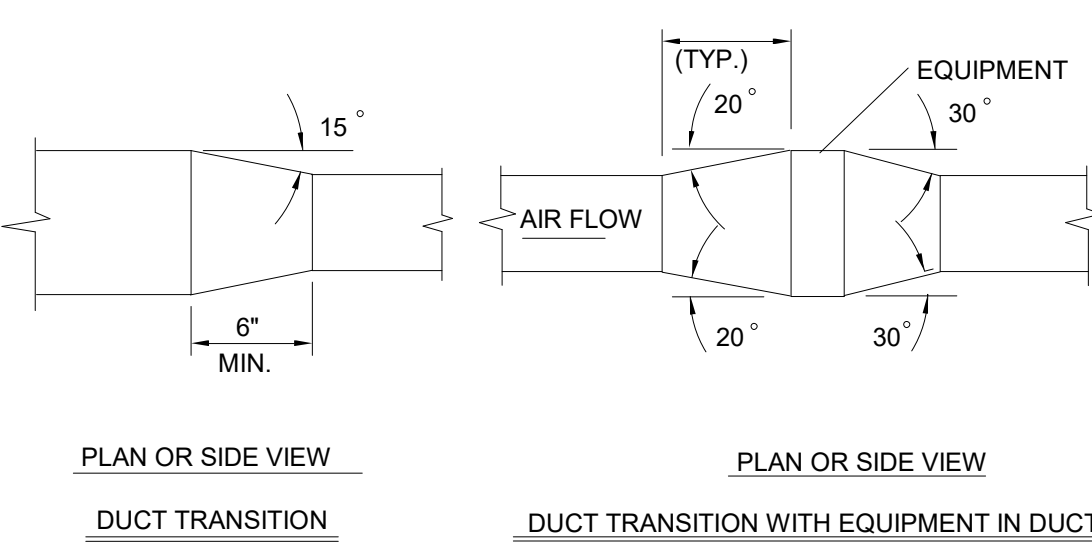 (TYP.)
EQUIPMENT
15°
20°
30°
AIR FLOW
6"
MIN.
20°
30°
PLAN OR SIDE VIEW
PLAN OR SIDE VIEW
DUCT TRANSITION
DUCT TRANSITION WITH EQUIPMENT IN DUCT